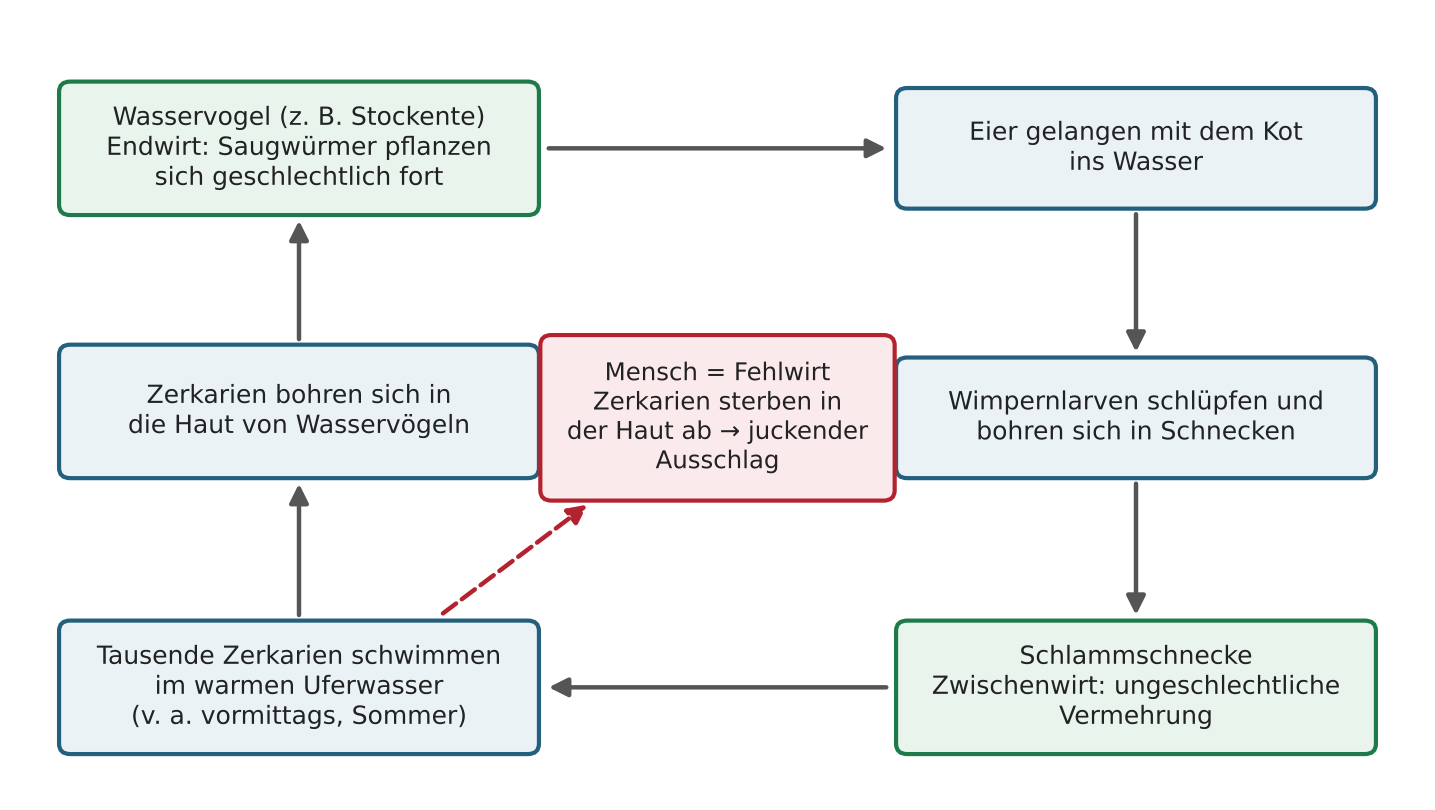 Wasservogel (z. B. Stockente)
Endwirt: Saugwürmer pflanzen
sich geschlechtlich fort
Eier gelangen mit dem Kot
ins Wasser
Zerkarien bohren sich in
die Haut von Wasservögeln
Mensch = Fehlwirt
Zerkarien sterben in
der Haut ab → juckender
Ausschlag
Wimpernlarven schlüpfen und
bohren sich in Schnecken
Tausende Zerkarien schwimmen
im warmen Uferwasser
(v. a. vormittags, Sommer)
Schlammschnecke
Zwischenwirt: ungeschlechtliche
Vermehrung